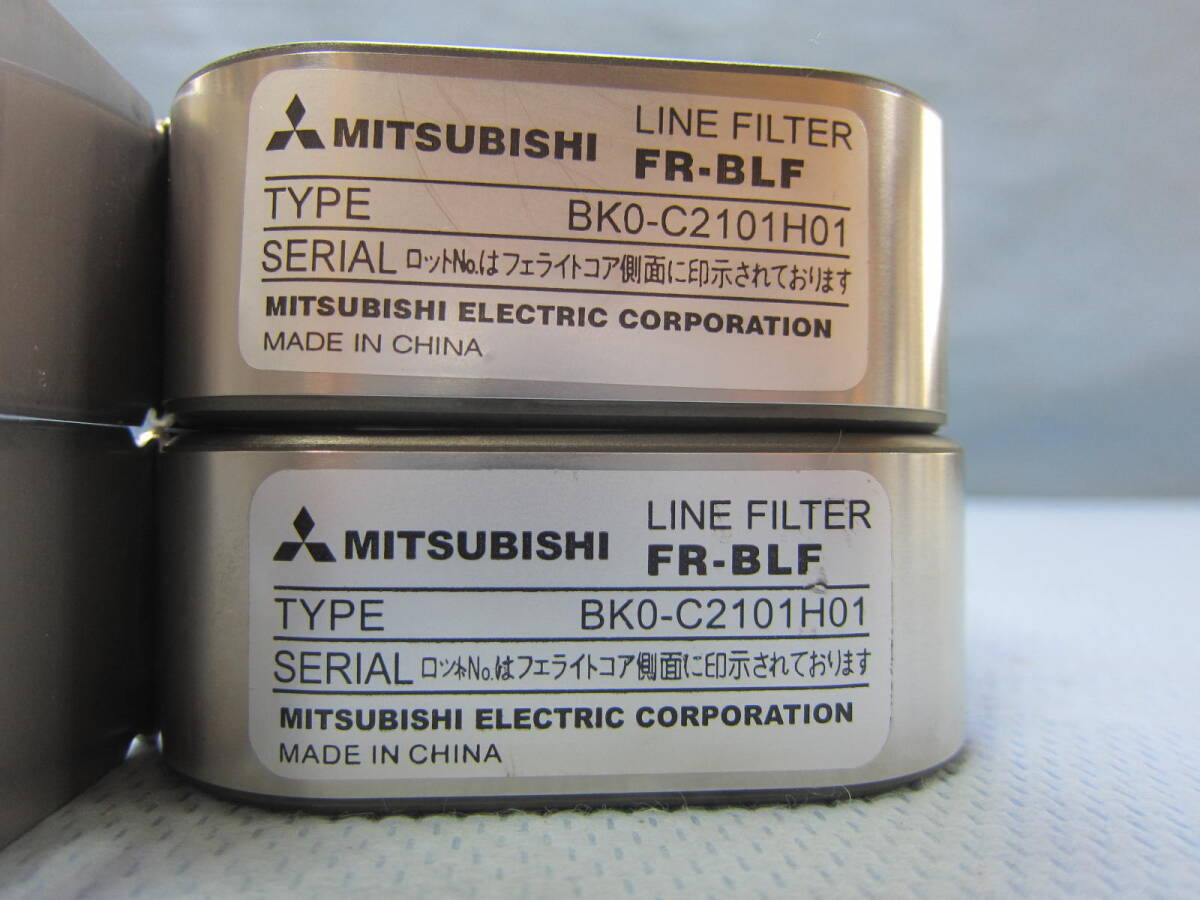 MITSUBISHI LINE FILTER
FR-BLF
TYPE BK0-C2101H01
SERIAL ロットNo.はフェライトコア側面に印示されております
MITSUBISHI ELECTRIC CORPORATION
MADE IN CHINA
MITSUBISHI LINE FILTER
FR-BLF
TYPE BK0-C2101H01
SERIAL ロッネNo.はフェライトコア側面に印示されております
MITSUBISHI ELECTRIC CORPORATION
MADE IN CHINA